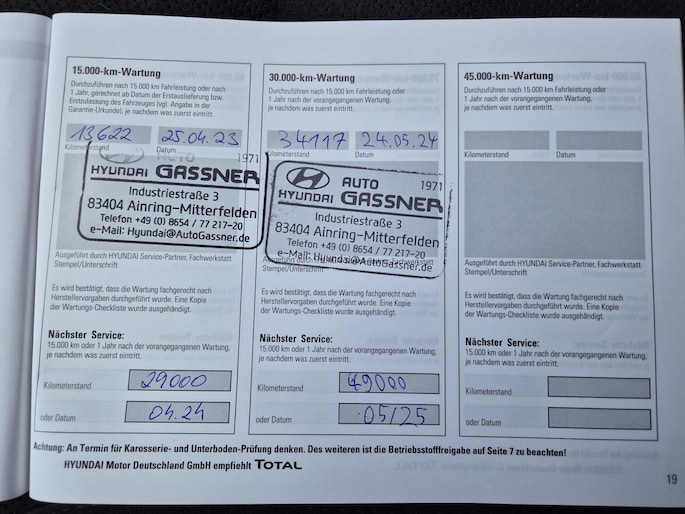 15.000-km-Wartung
Durchzuführen nach 15.000 km Fahrleistung oder nach
1 Jahr, gerechnet ab Datum der Erstauslieferung bzw.
Erstzulassung des Fahrzeuges (vgl. Angabe in der
Garantie-Urkunde), je nachdem was zuerst eintritt.
13622 25.04.23
Kilometerstand Datum
AUTO 1971
HYUNDAI GASSNER
Industriestraße 3
83404 Ainring-Mitterfelden
Telefon +49 (0) 8654 / 77 217-20
e-Mail: Hyundai@AutoGassner.de
Ausgeführt durch HYUNDAI Service-Partner, Fachwerkstatt
Stempel/Unterschrift
Es wird bestätigt, dass die Wartung fachgerecht nach
Herstellervorgaben durchgeführt wurde. Eine Kopie
der Wartungs-Checkliste wurde ausgehändigt.
Nächster Service:
15.000 km oder 1 Jahr nach der vorangegangenen Wartung,
je nachdem was zuerst eintritt.
Kilometerstand 29000
oder Datum 04.24
30.000-km-Wartung
Durchzuführen nach 15.000 km Fahrleistung oder
1 Jahr nach der vorangegangenen Wartung,
je nachdem was zuerst eintritt.
34117 24.05.24
Kilometerstand Datum
AUTO 1971
HYUNDAI GASSNER
Industriestraße 3
83404 Ainring-Mitterfelden
Telefon +49 (0) 8654 / 77 217-20
e-Mail: Hyundai@AutoGassner.de
Ausgeführt durch HYUNDAI Service-Partner, Fachwerkstatt
Stempel/Unterschrift
Es wird bestätigt, dass die Wartung fachgerecht nach
Herstellervorgaben durchgeführt wurde. Eine Kopie
der Wartungs-Checkliste wurde ausgehändigt.
Nächster Service:
15.000 km oder 1 Jahr nach der vorangegangenen Wartung,
je nachdem was zuerst eintritt.
Kilometerstand 49000
oder Datum 05/25
45.000-km-Wartung
Durchzuführen nach 15.000 km Fahrleistung oder
1 Jahr nach der vorangegangenen Wartung,
je nachdem was zuerst eintritt.
Kilometerstand Datum
Ausgeführt durch HYUNDAI Service-Partner, Fachwerkstatt
Stempel/Unterschrift
Es wird bestätigt, dass die Wartung fachgerecht nach
Herstellervorgaben durchgeführt wurde. Eine Kopie
der Wartungs-Checkliste wurde ausgehändigt.
Nächster Service:
15.000 km oder 1 Jahr nach der vorangegangenen Wartung,
je nachdem was zuerst eintritt.
Kilometerstand
oder Datum
Achtung: An Termin für Karosserie- und Unterboden-Prüfung denken. Des weiteren ist die Betriebsstofffreigabe auf Seite 7 zu beachten!
HYUNDAI Motor Deutschland GmbH empfiehlt TOTAL
19